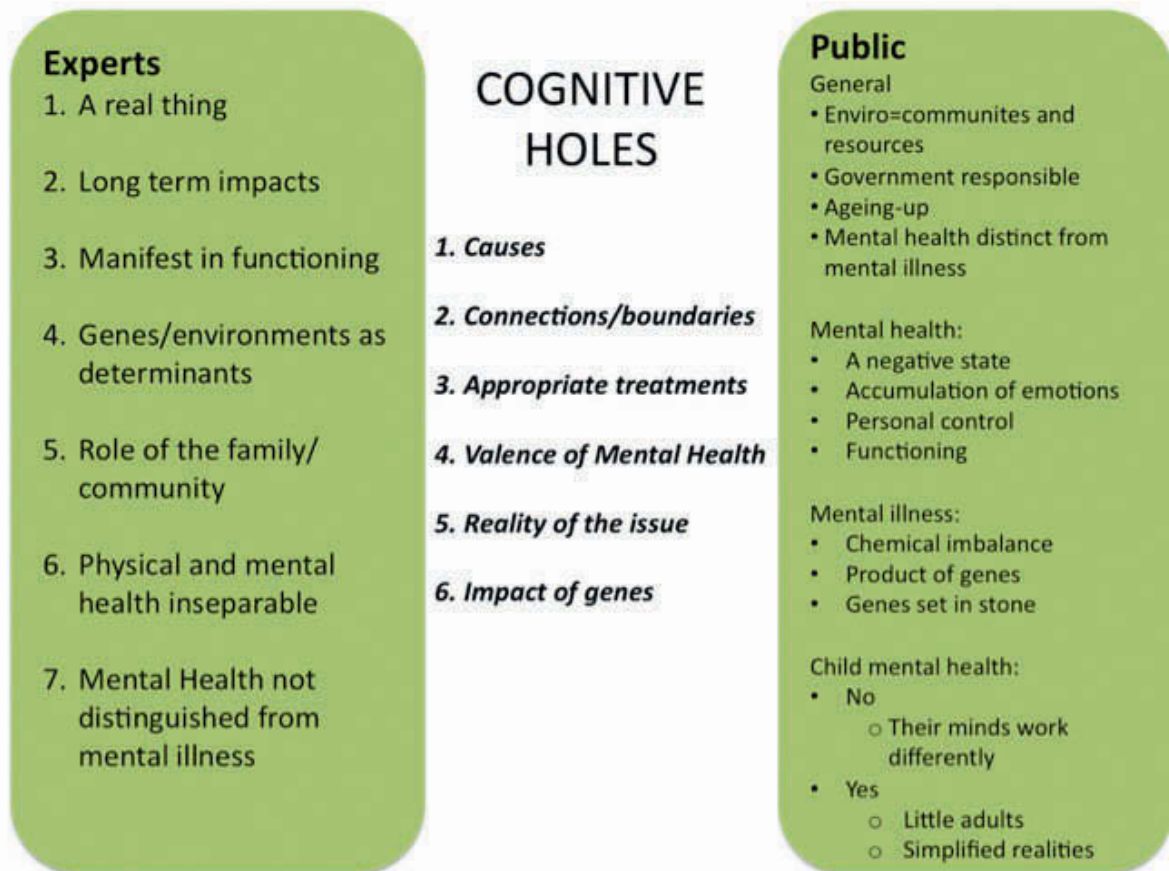 Experts
1. A real thing
2. Long term impacts
3. Manifest in functioning
4. Genes/environments as
determinants
5. Role of the family/
community
6. Physical and mental
health inseparable
7. Mental Health not
distinguished from
mental illness
COGNITIVE
HOLES
1. Causes
2. Connections/boundaries
3. Appropriate treatments
4. Valence of Mental Health
5. Reality of the issue
6. Impact of genes
Public
General
• Enviro=communites and
resources
• Government responsible
• Ageing-up
• Mental health distinct from
mental illness
Mental health:
• A negative state
• Accumulation of emotions
• Personal control
• Functioning
Mental illness:
• Chemical imbalance
• Product of genes
• Genes set in stone
Child mental health:
• No
o Their minds work
differently
• Yes
o Little adults
o Simplified realities